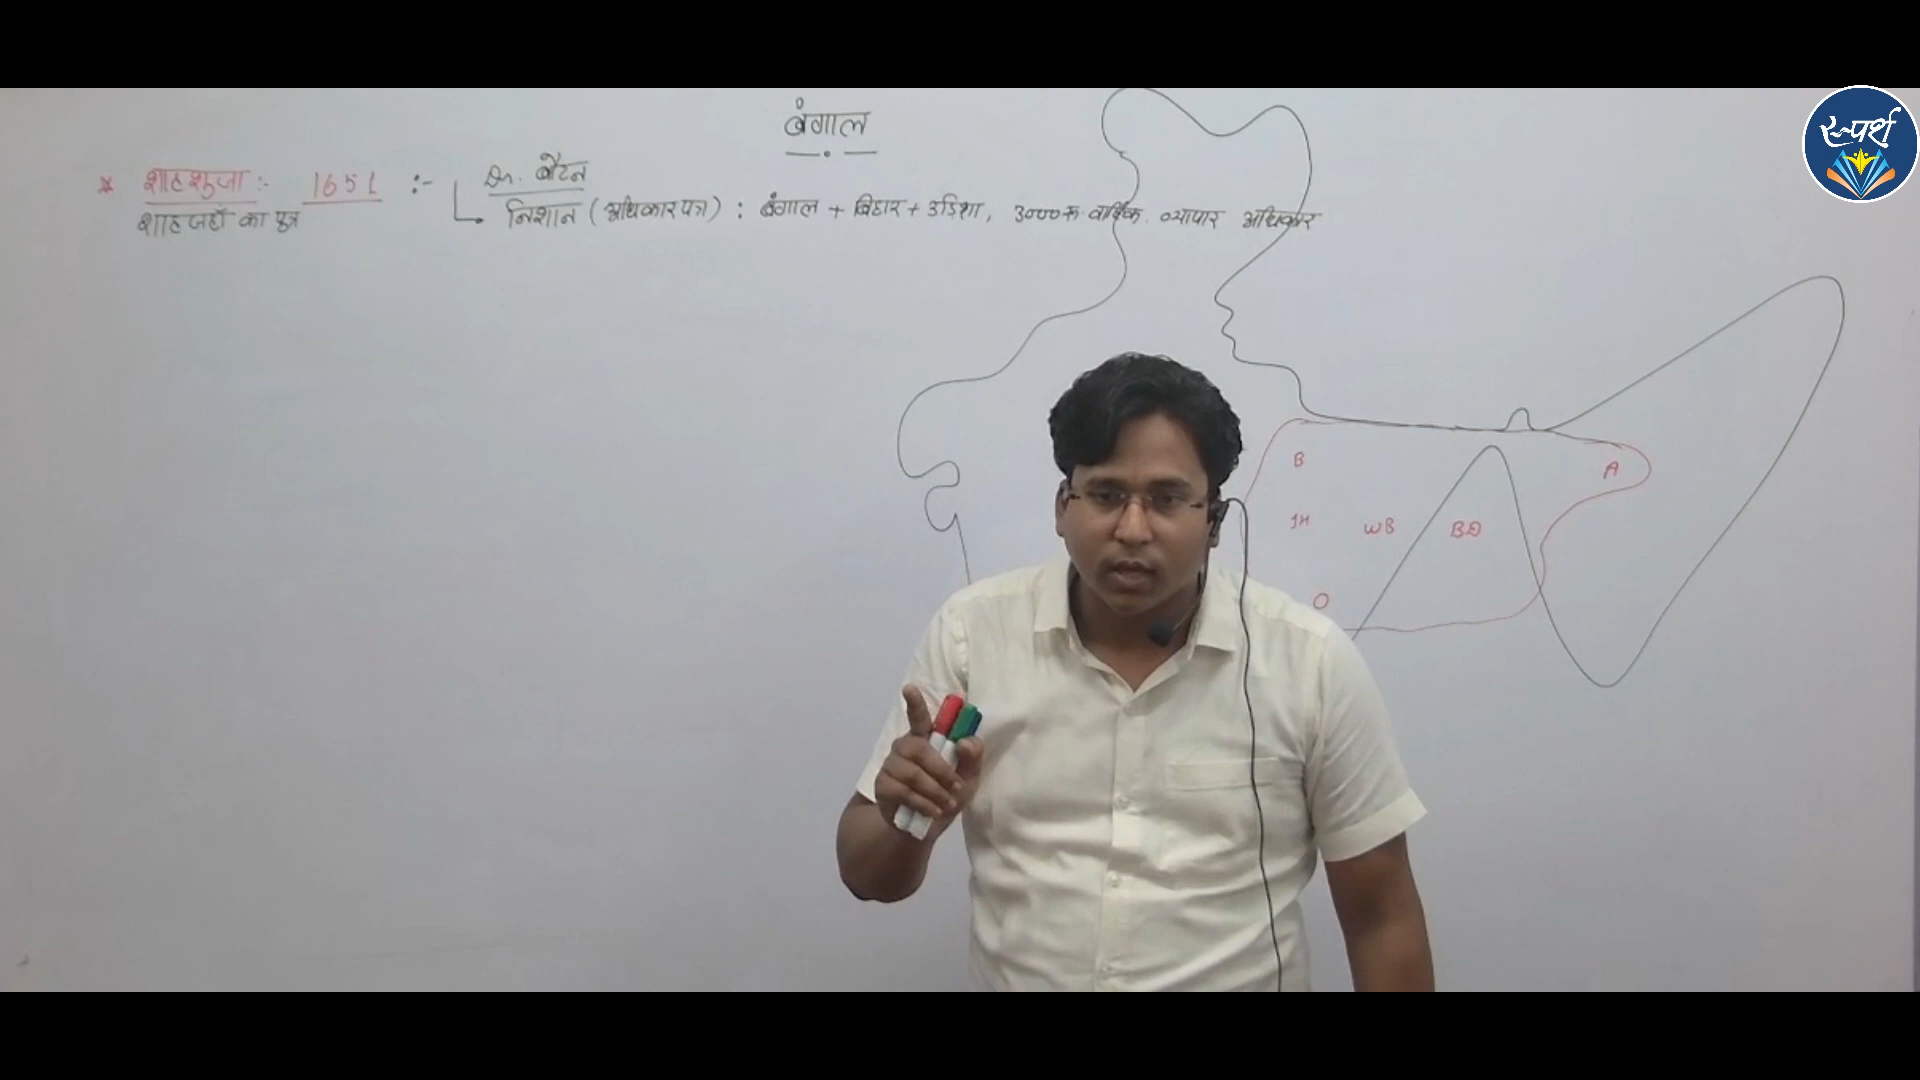 बंगाल
* शाहशुजा :- 1651 :- Dr. बौटन
शाहजहाँ का पुत्र
निशान (अधिकारपत्र) : बंगाल + बिहार + उडिशा, 3000रू वार्षिक. व्यापार अधिकार
B
A
JH WB BD
O
स्पर्श